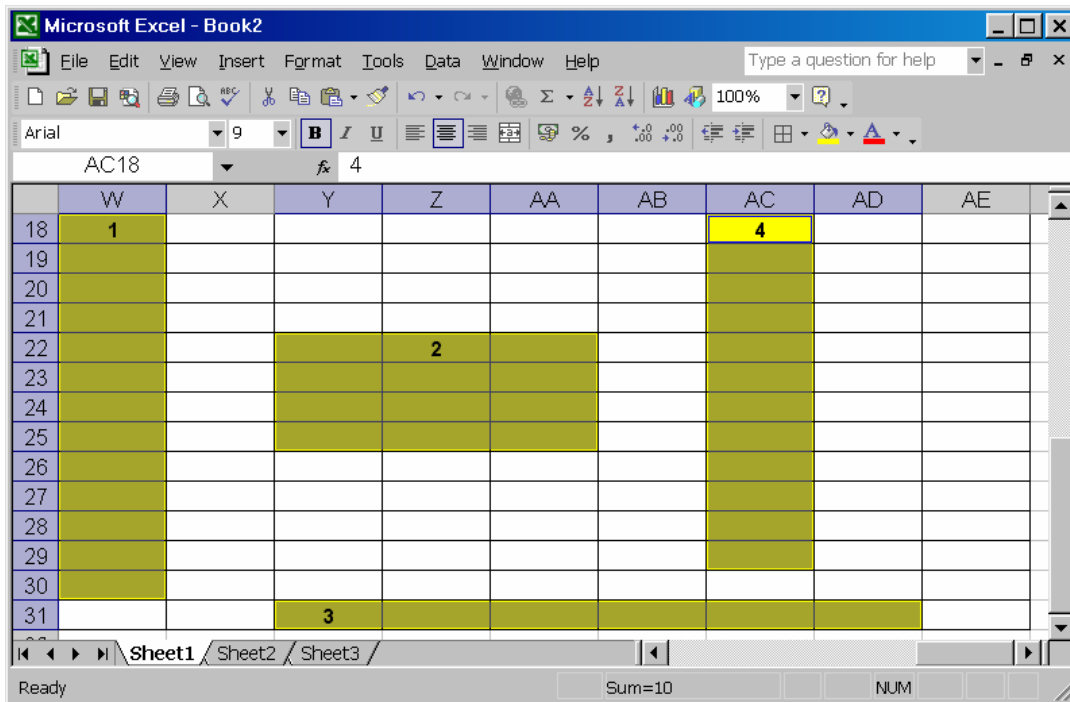 Microsoft Excel - Book2
File Edit View Insert Format Tools Data Window Help Type a question for help
ABC Σ A Z Z A 100% ?
Arial 9 B I U % , A
AC18 fx 4
W X Y Z AA AB AC AD AE
18 1 4
19
20
21
22 2
23
24
25
26
27
28
29
30
31 3
Sheet1 Sheet2 Sheet3
Ready Sum=10 NUM